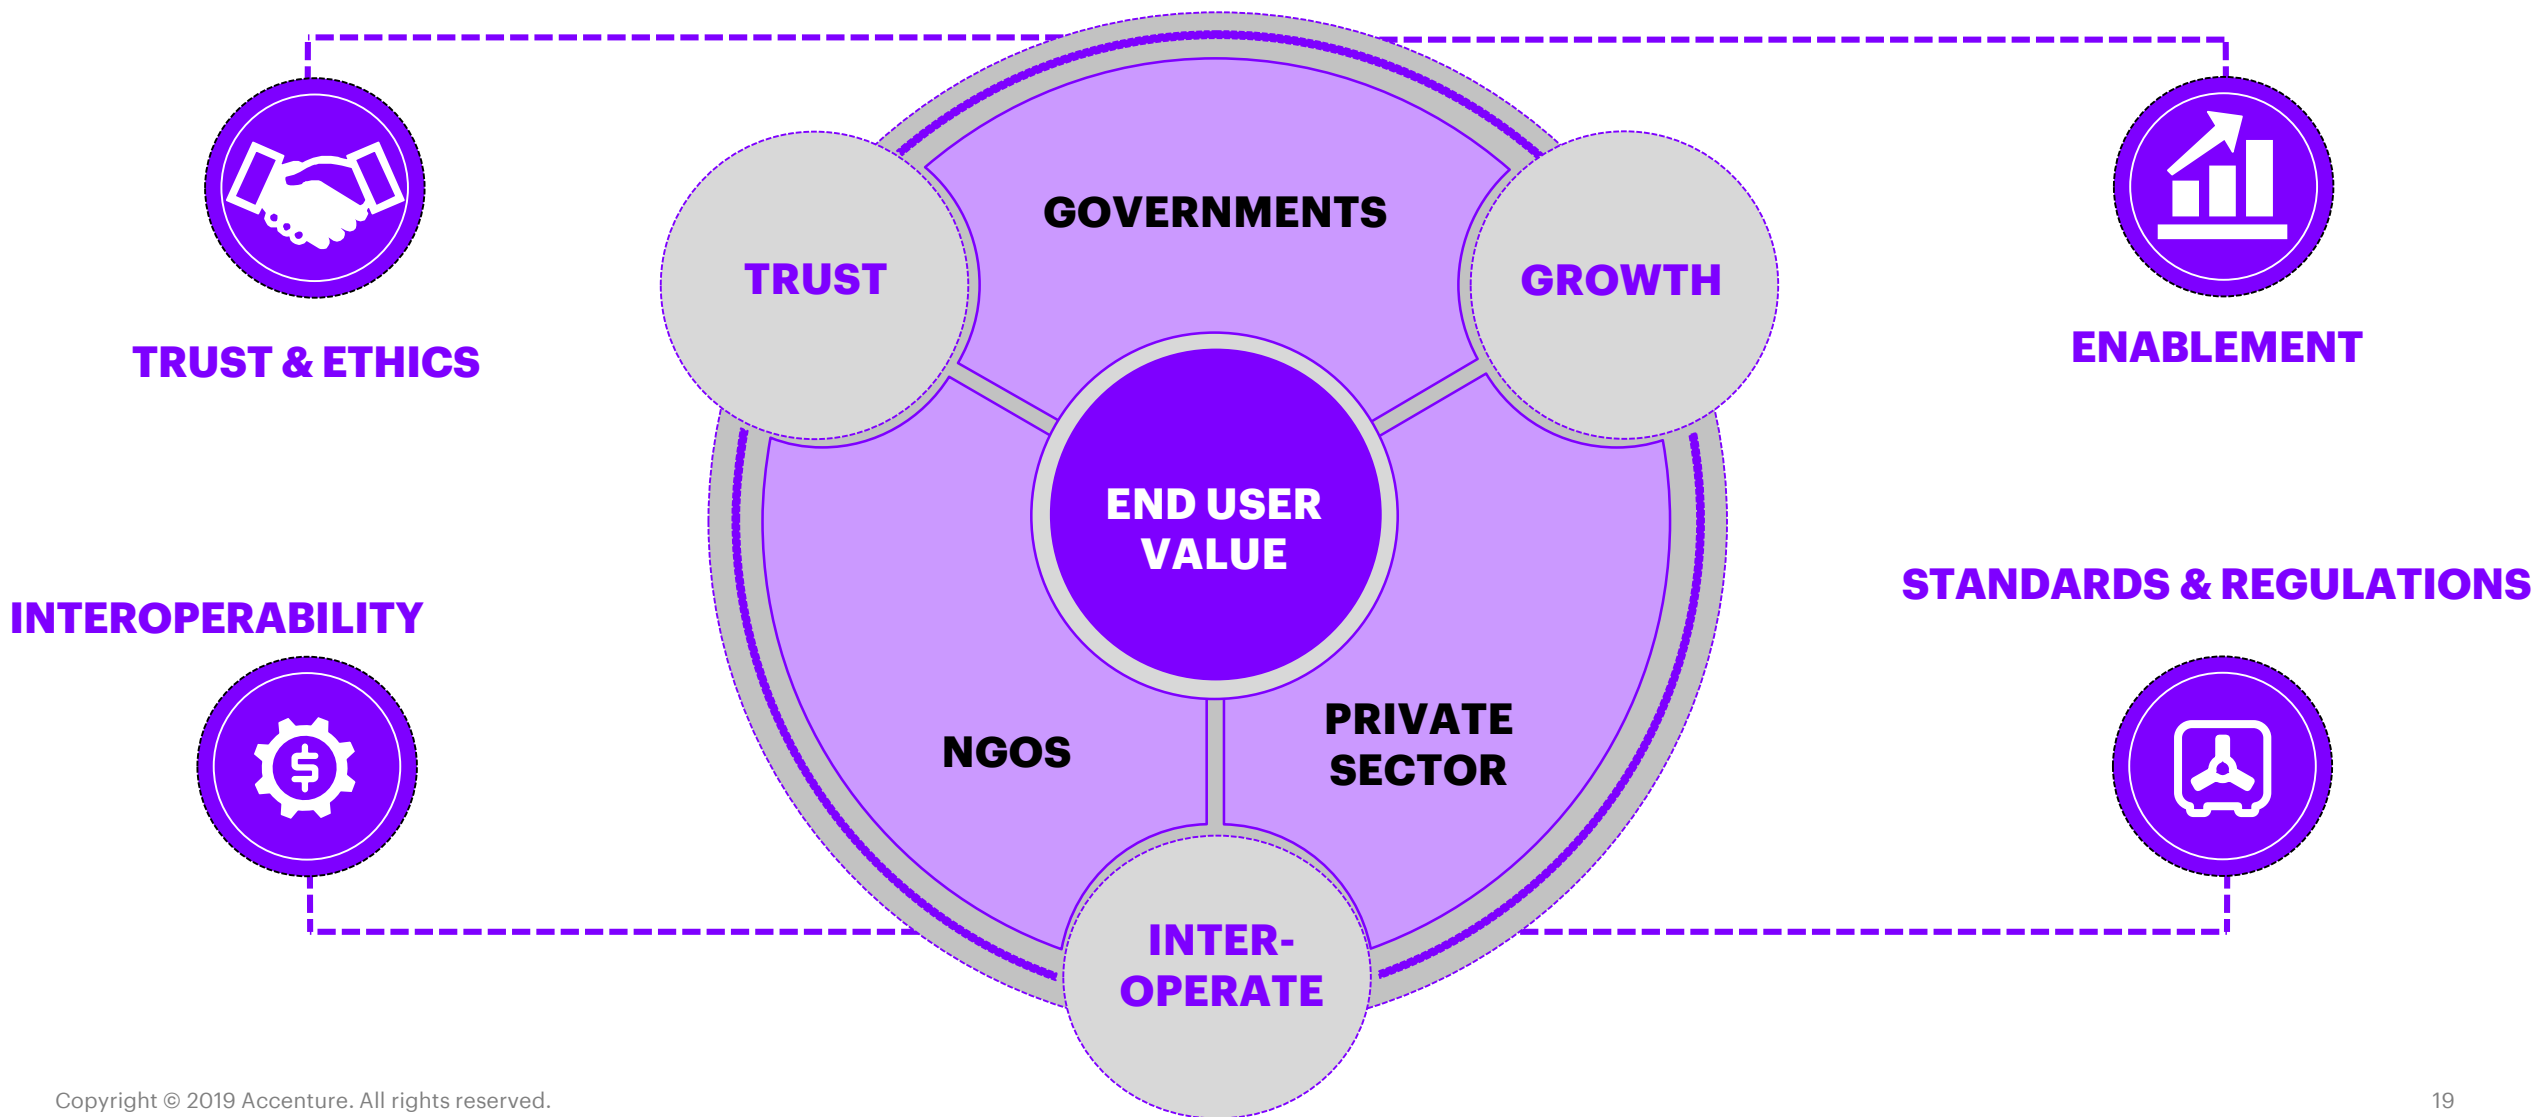 GOVERNMENTS
TRUST
GROWTH
TRUST & ETHICS
ENABLEMENT
END USER
VALUE
INTEROPERABILITY
STANDARDS & REGULATIONS
NGOS
PRIVATE
SECTOR
INTER-
OPERATE
Copyright © 2019 Accenture. All rights reserved.
19